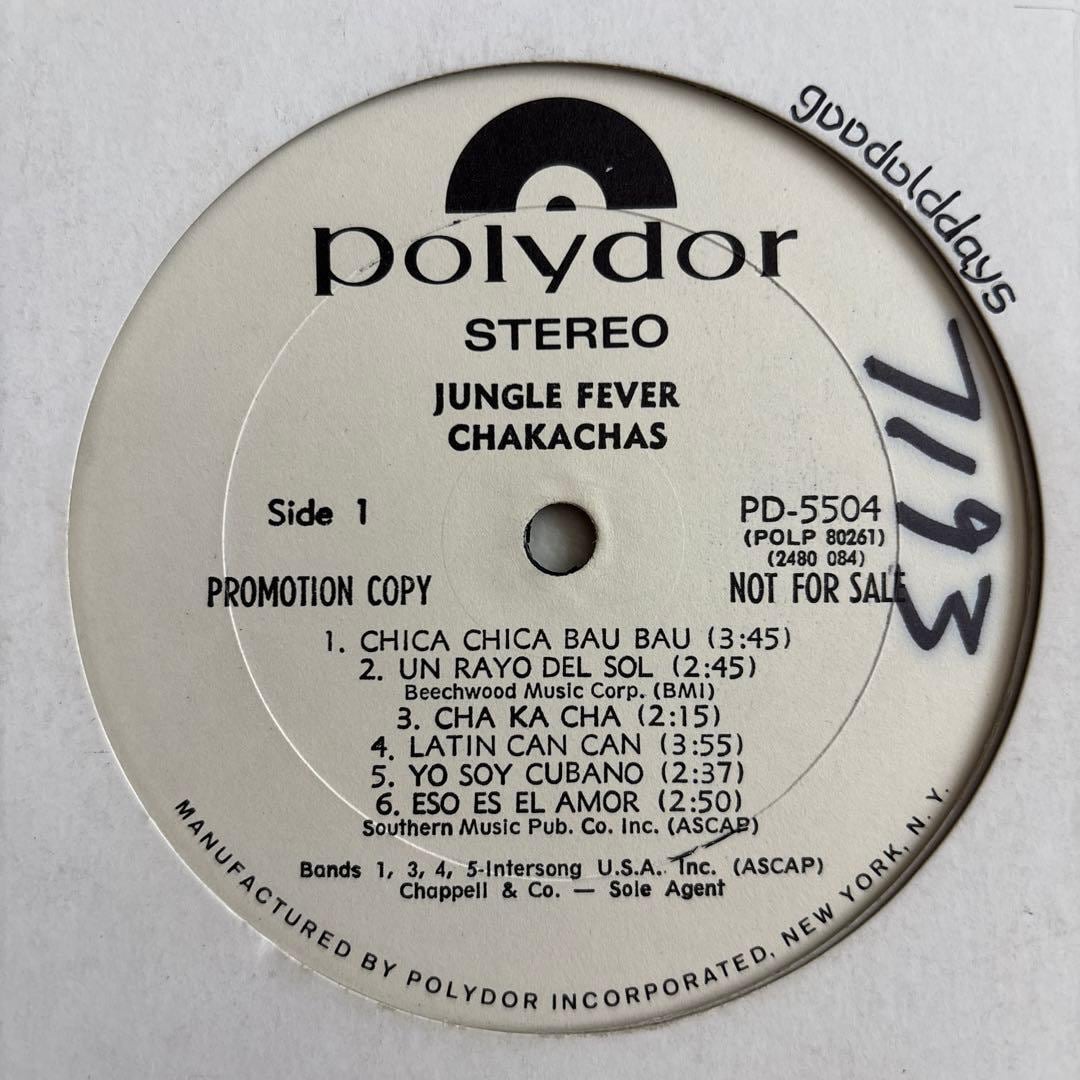 gooodolddays
polydor
STEREO
JUNGLE FEVER
CHAKACHAS
Side 1
PD-5504
(POLP 80261)
(2480 084)
PROMOTION COPY
NOT FOR SALE
7193
1. CHICA CHICA BAU BAU (3:45)
2. UN RAYO DEL SOL (2:45)
Beechwood Music Corp. (BMI)
3. CHA KA CHA (2:15)
4. LATIN CAN CAN (3:55)
5. YO SOY CUBANO (2:37)
6. ESO ES EL AMOR (2:50)
Southern Music Pub. Co. Inc. (ASCAP)
Bands 1, 3, 4, 5-Intersong U.S.A. Inc. (ASCAP)
Chappell & Co. — Sole Agent
MANUFACTURED BY POLYDOR INCORPORATED, NEW YORK, N. Y.